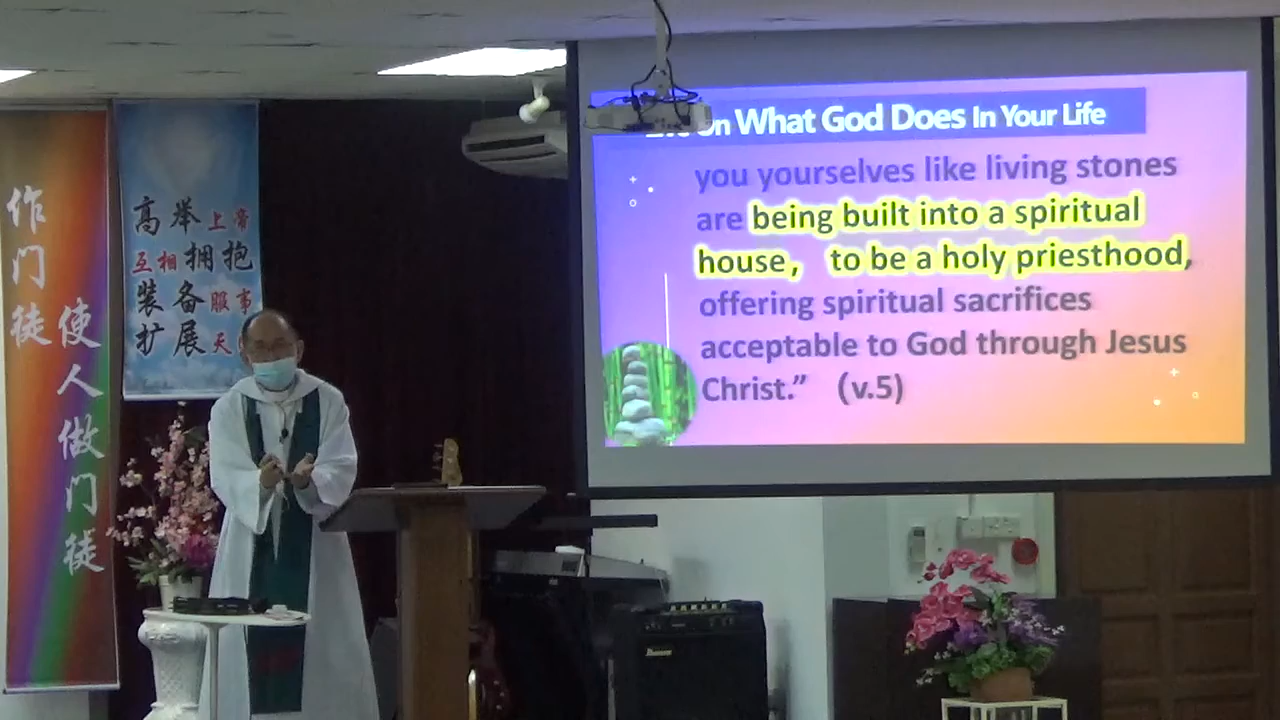 作门徒
使人做门徒
高举上帝
互相拥抱
装备服事
扩展天
on What God Does In Your Life
you yourselves like living stones
are being built into a spiritual
house, to be a holy priesthood,
offering spiritual sacrifices
acceptable to God through Jesus
Christ.” (v.5)
Ibanez